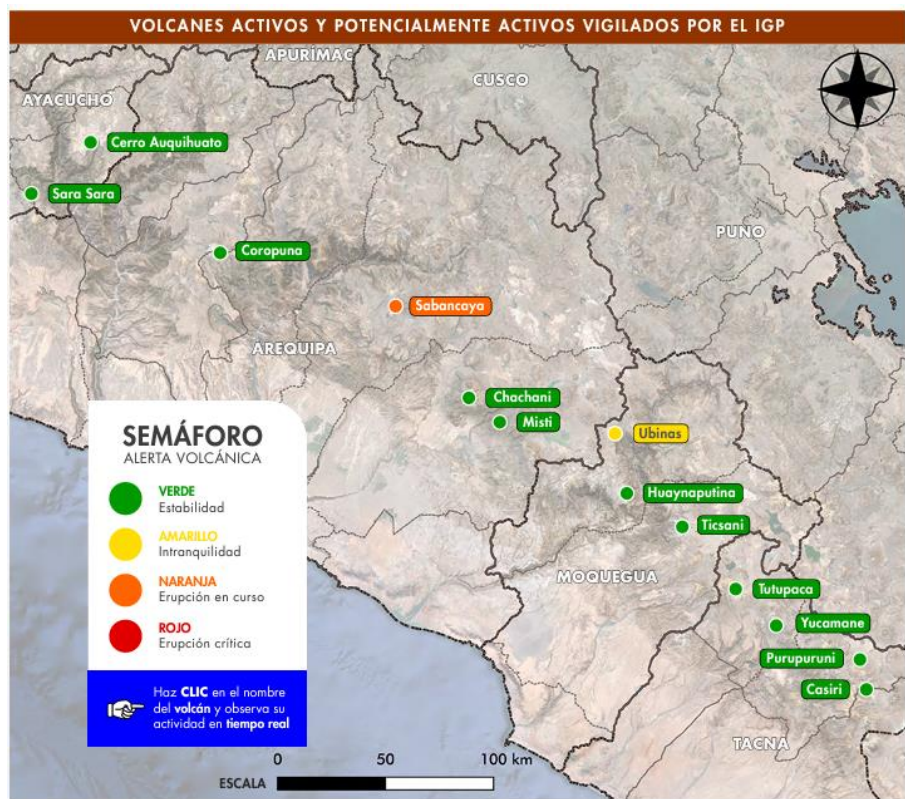 VOLCANES ACTIVOS Y POTENCIALMENTE ACTIVOS VIGILADOS POR EL IGP
APURÍMAC
CUSCO
AYACUCHO
Cerro Auquihuato
Sara Sara
PUNO
Coropuna
Sabancaya
AREQUIPA
Chachani
Misti
Ubinas
Huaynaputina
Ticsani
MOQUEGUA
Tutupaca
Yucamane
Purupuruni
Casiri
TACNA
SEMÁFORO
ALERTA VOLCÁNICA
VERDE
Estabilidad
AMARILLO
Intranquilidad
NARANJA
Erupción en curso
ROJO
Erupción crítica
Haz CLIC en el nombre
del volcán y observa su
actividad en tiempo real
0 50 100 km
ESCALA